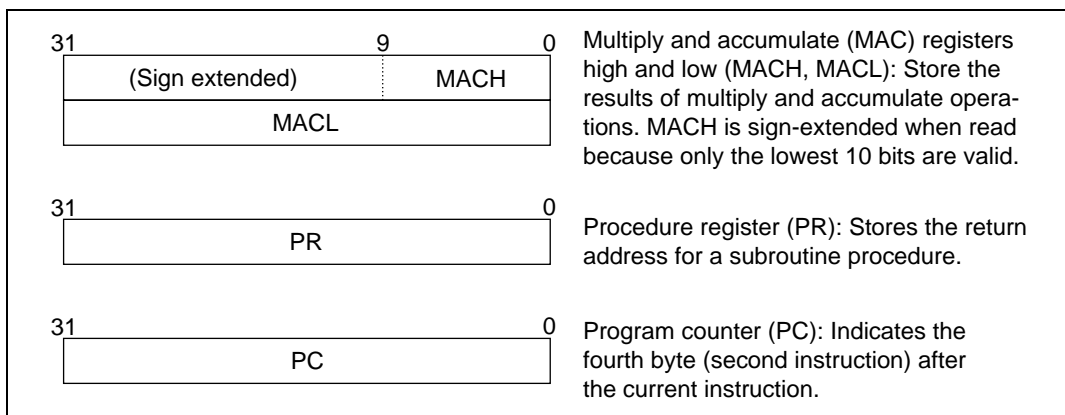 31 9 0
(Sign extended) MACH
MACL
Multiply and accumulate (MAC) registers
high and low (MACH, MACL): Store the
results of multiply and accumulate opera-
tions. MACH is sign-extended when read
because only the lowest 10 bits are valid.
31 0
PR
Procedure register (PR): Stores the return
address for a subroutine procedure.
31 0
PC
Program counter (PC): Indicates the
fourth byte (second instruction) after
the current instruction.